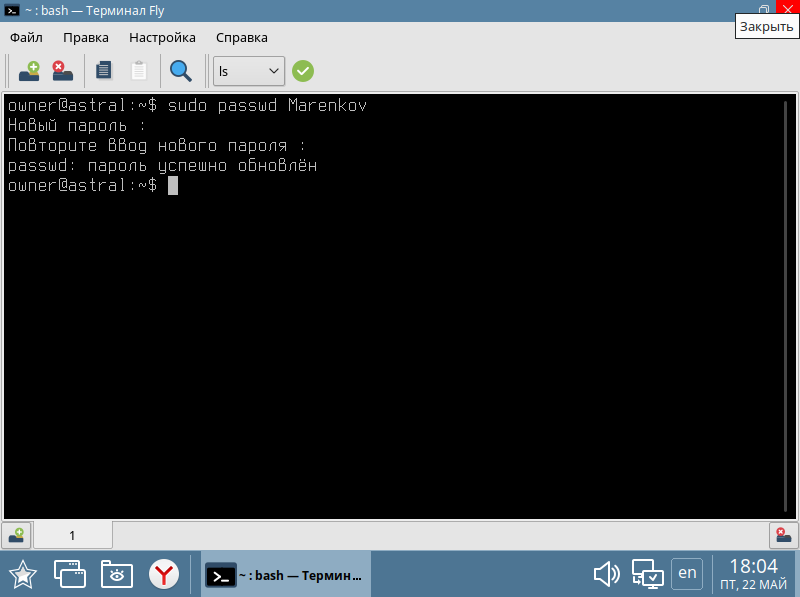 ~ : bash — Терминал Fly
Закрыть
Файл Правка Настройка Справка
ls
owner@astral:~$ sudo passwd Marenkov
Новый пароль :
Повторите ввод нового пароля :
passwd: пароль успешно обновлён
owner@astral:~$
1
~ : bash — Термин...
en
18:04
ПТ, 22 МАЙ